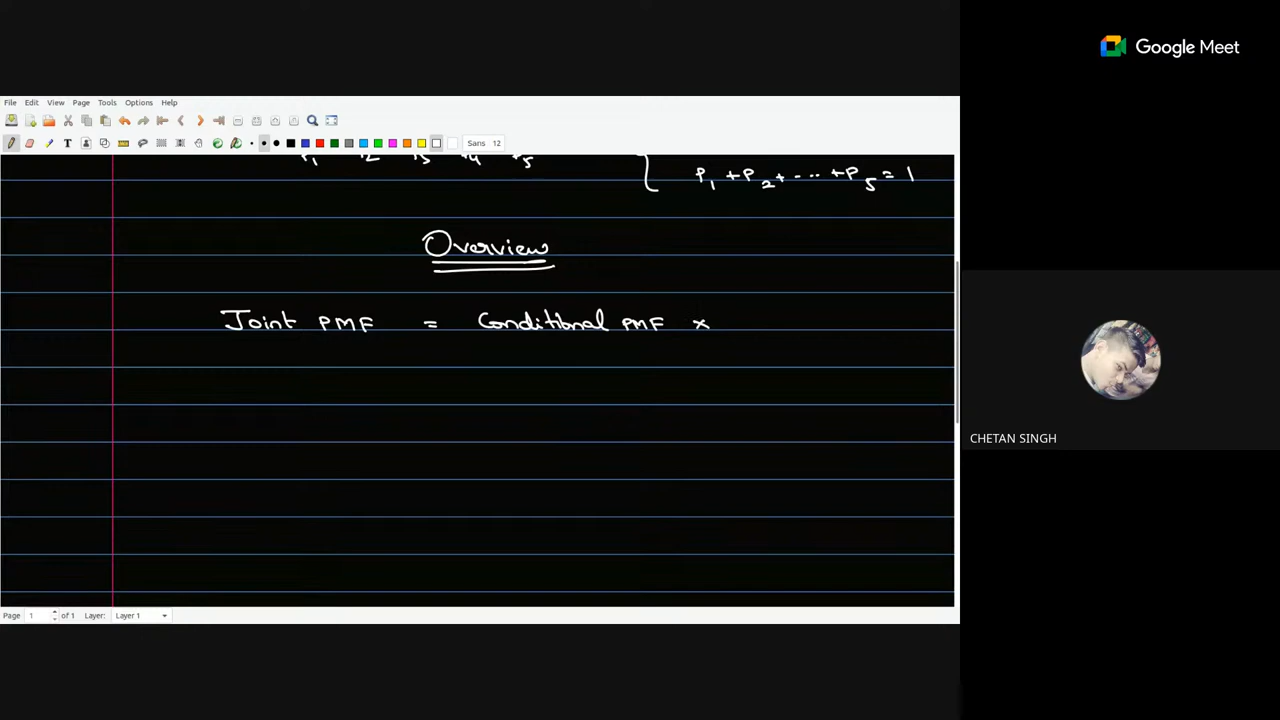 Google Meet
File Edit View Page Tools Options Help
Sans 12
P1 + P2 + - .. + P5 = 1
Overview
Joint PMF = Conditional PMF ×
CHETAN SINGH
Page 1 of 1 Layer: Layer 1